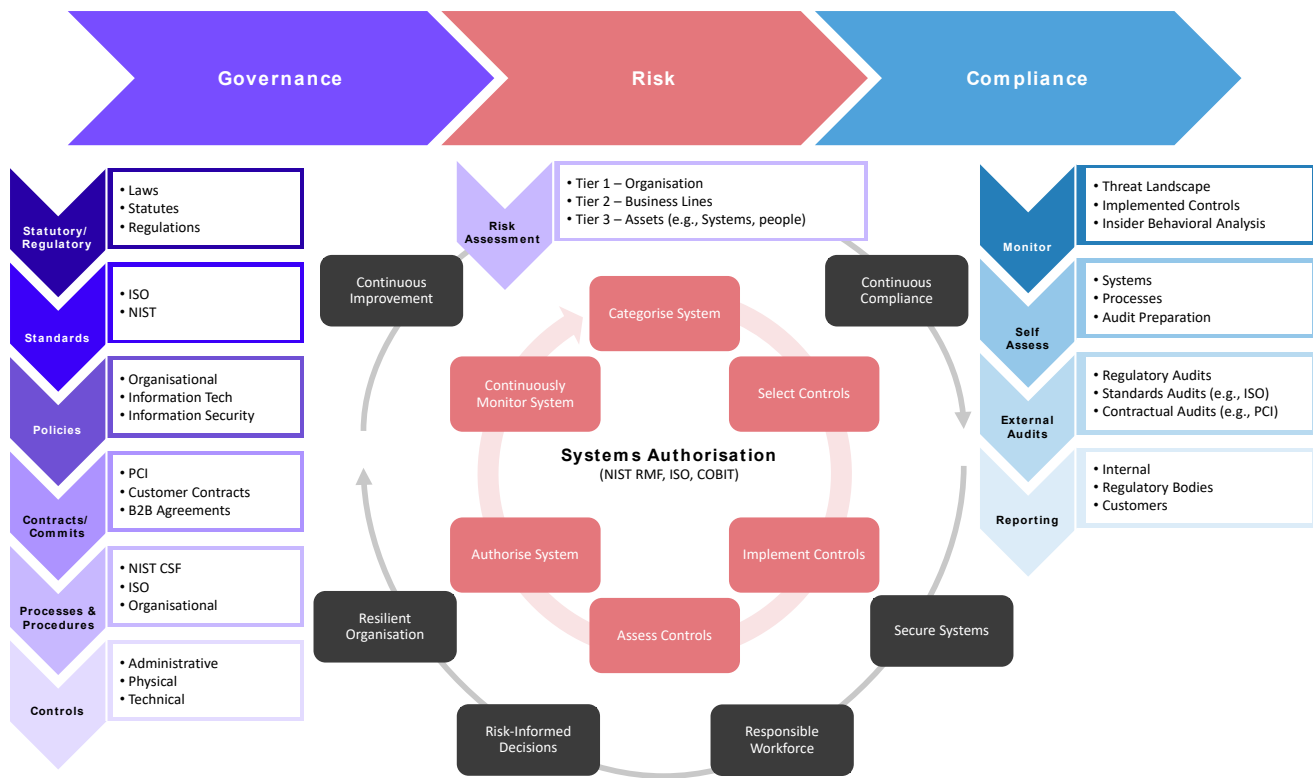 Governance
Risk
Compliance
Statutory/
Regulatory
• Laws
• Statutes
• Regulations
Standards
• ISO
• NIST
Policies
• Organisational
• Information Tech
• Information Security
Contracts/
Commits
• PCI
• Customer Contracts
• B2B Agreements
Processes &
Procedures
• NIST CSF
• ISO
• Organisational
Controls
• Administrative
• Physical
• Technical
Risk
Assessment
• Tier 1 – Organisation
• Tier 2 – Business Lines
• Tier 3 – Assets (e.g., Systems, people)
Continuous
Improvement
Continuous
Compliance
Categorise System
Continuously
Monitor System
Select Controls
Systems Authorisation
(NIST RMF, ISO, COBIT)
Authorise System
Implement Controls
Assess Controls
Resilient
Organisation
Secure Systems
Risk-Informed
Decisions
Responsible
Workforce
Monitor
• Threat Landscape
• Implemented Controls
• Insider Behavioral Analysis
Self
Assess
• Systems
• Processes
• Audit Preparation
External
Audits
• Regulatory Audits
• Standards Audits (e.g., ISO)
• Contractual Audits (e.g., PCI)
Reporting
• Internal
• Regulatory Bodies
• Customers